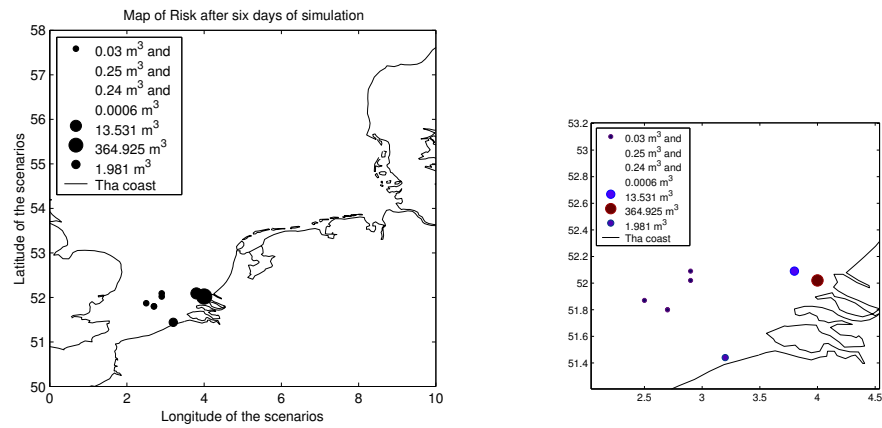 Map of Risk after six days of simulation
58
57
56
55
54
53
52
51
50
0 2 4 6 8 10
Latitude of the scenarios
Longitude of the scenarios
0.03 m³ and
0.25 m³ and
0.24 m³ and
0.0006 m³
13.531 m³
364.925 m³
1.981 m³
Tha coast
53.2
53
52.8
52.6
52.4
52.2
52
51.8
51.6
51.4
2.5 3 3.5 4 4.5
0.03 m³ and
0.25 m³ and
0.24 m³ and
0.0006 m³
13.531 m³
364.925 m³
1.981 m³
Tha coast